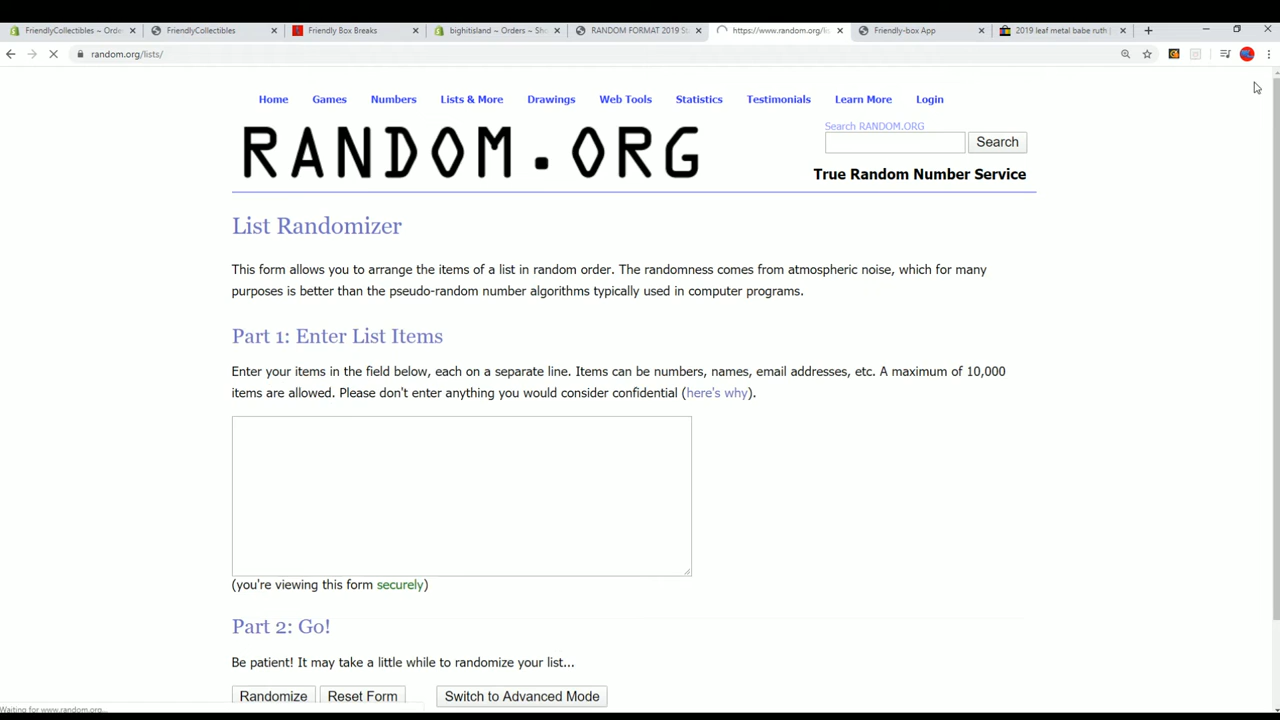 FriendlyCollectibles ~ Orde
FriendlyCollectibles
Friendly Box Breaks
bighitisland ~ Orders ~ Sho
RANDOM FORMAT 2019 St
https://www.random.org/lis
Friendly-box App
2019 leaf metal babe ruth |
random.org/lists/
Home Games Numbers Lists & More Drawings Web Tools Statistics Testimonials Learn More Login
RANDOM.ORG
Search RANDOM.ORG
Search
True Random Number Service
List Randomizer
This form allows you to arrange the items of a list in random order. The randomness comes from atmospheric noise, which for many
purposes is better than the pseudo-random number algorithms typically used in computer programs.
Part 1: Enter List Items
Enter your items in the field below, each on a separate line. Items can be numbers, names, email addresses, etc. A maximum of 10,000
items are allowed. Please don't enter anything you would consider confidential (here's why).
(you're viewing this form securely)
Part 2: Go!
Be patient! It may take a little while to randomize your list...
Randomize Reset Form Switch to Advanced Mode
Waiting for www.random.org...